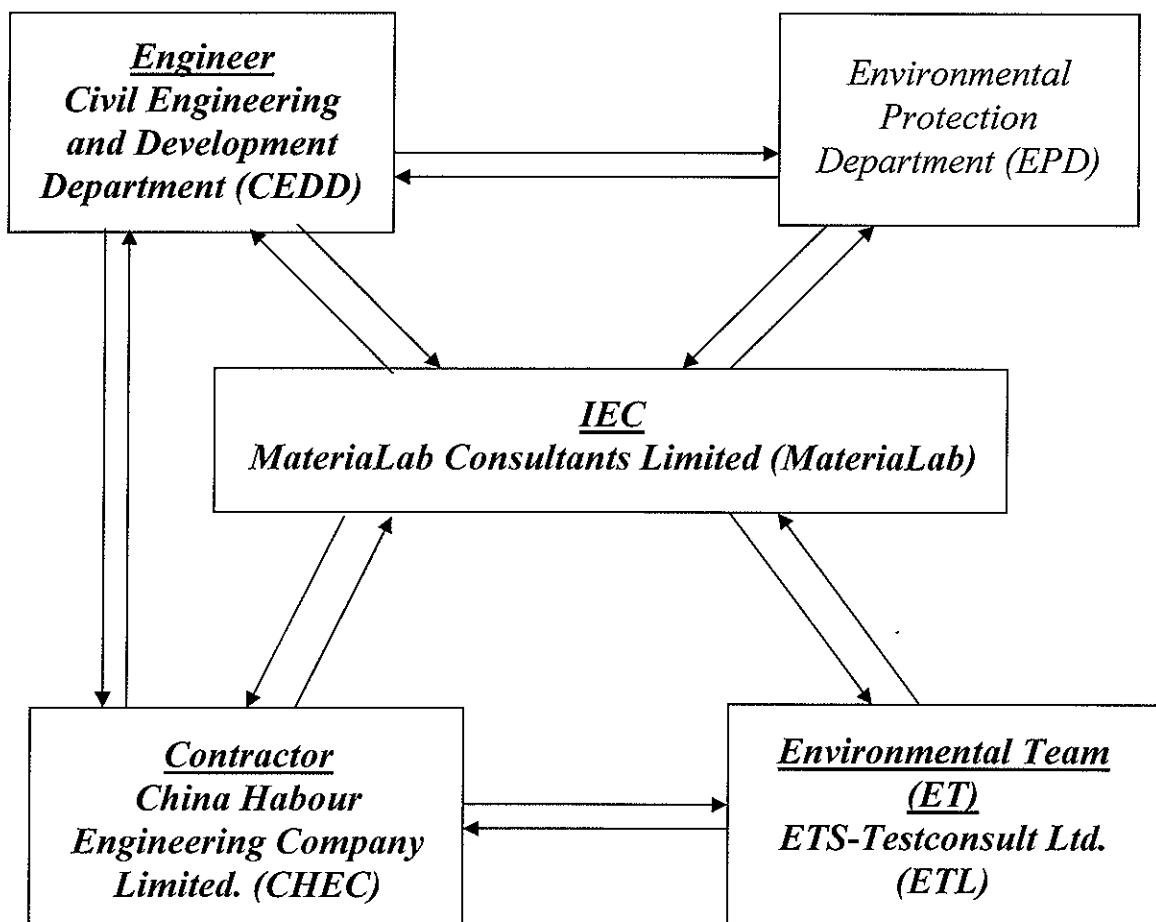 Engineer
Civil Engineering
and Development
Department (CEDD)
Environmental
Protection
Department (EPD)
IEC
MateriaLab Consultants Limited (MateriaLab)
Contractor
China Habour
Engineering Company
Limited. (CHEC)
Environmental Team
(ET)
ETS-Testconsult Ltd.
(ETL)